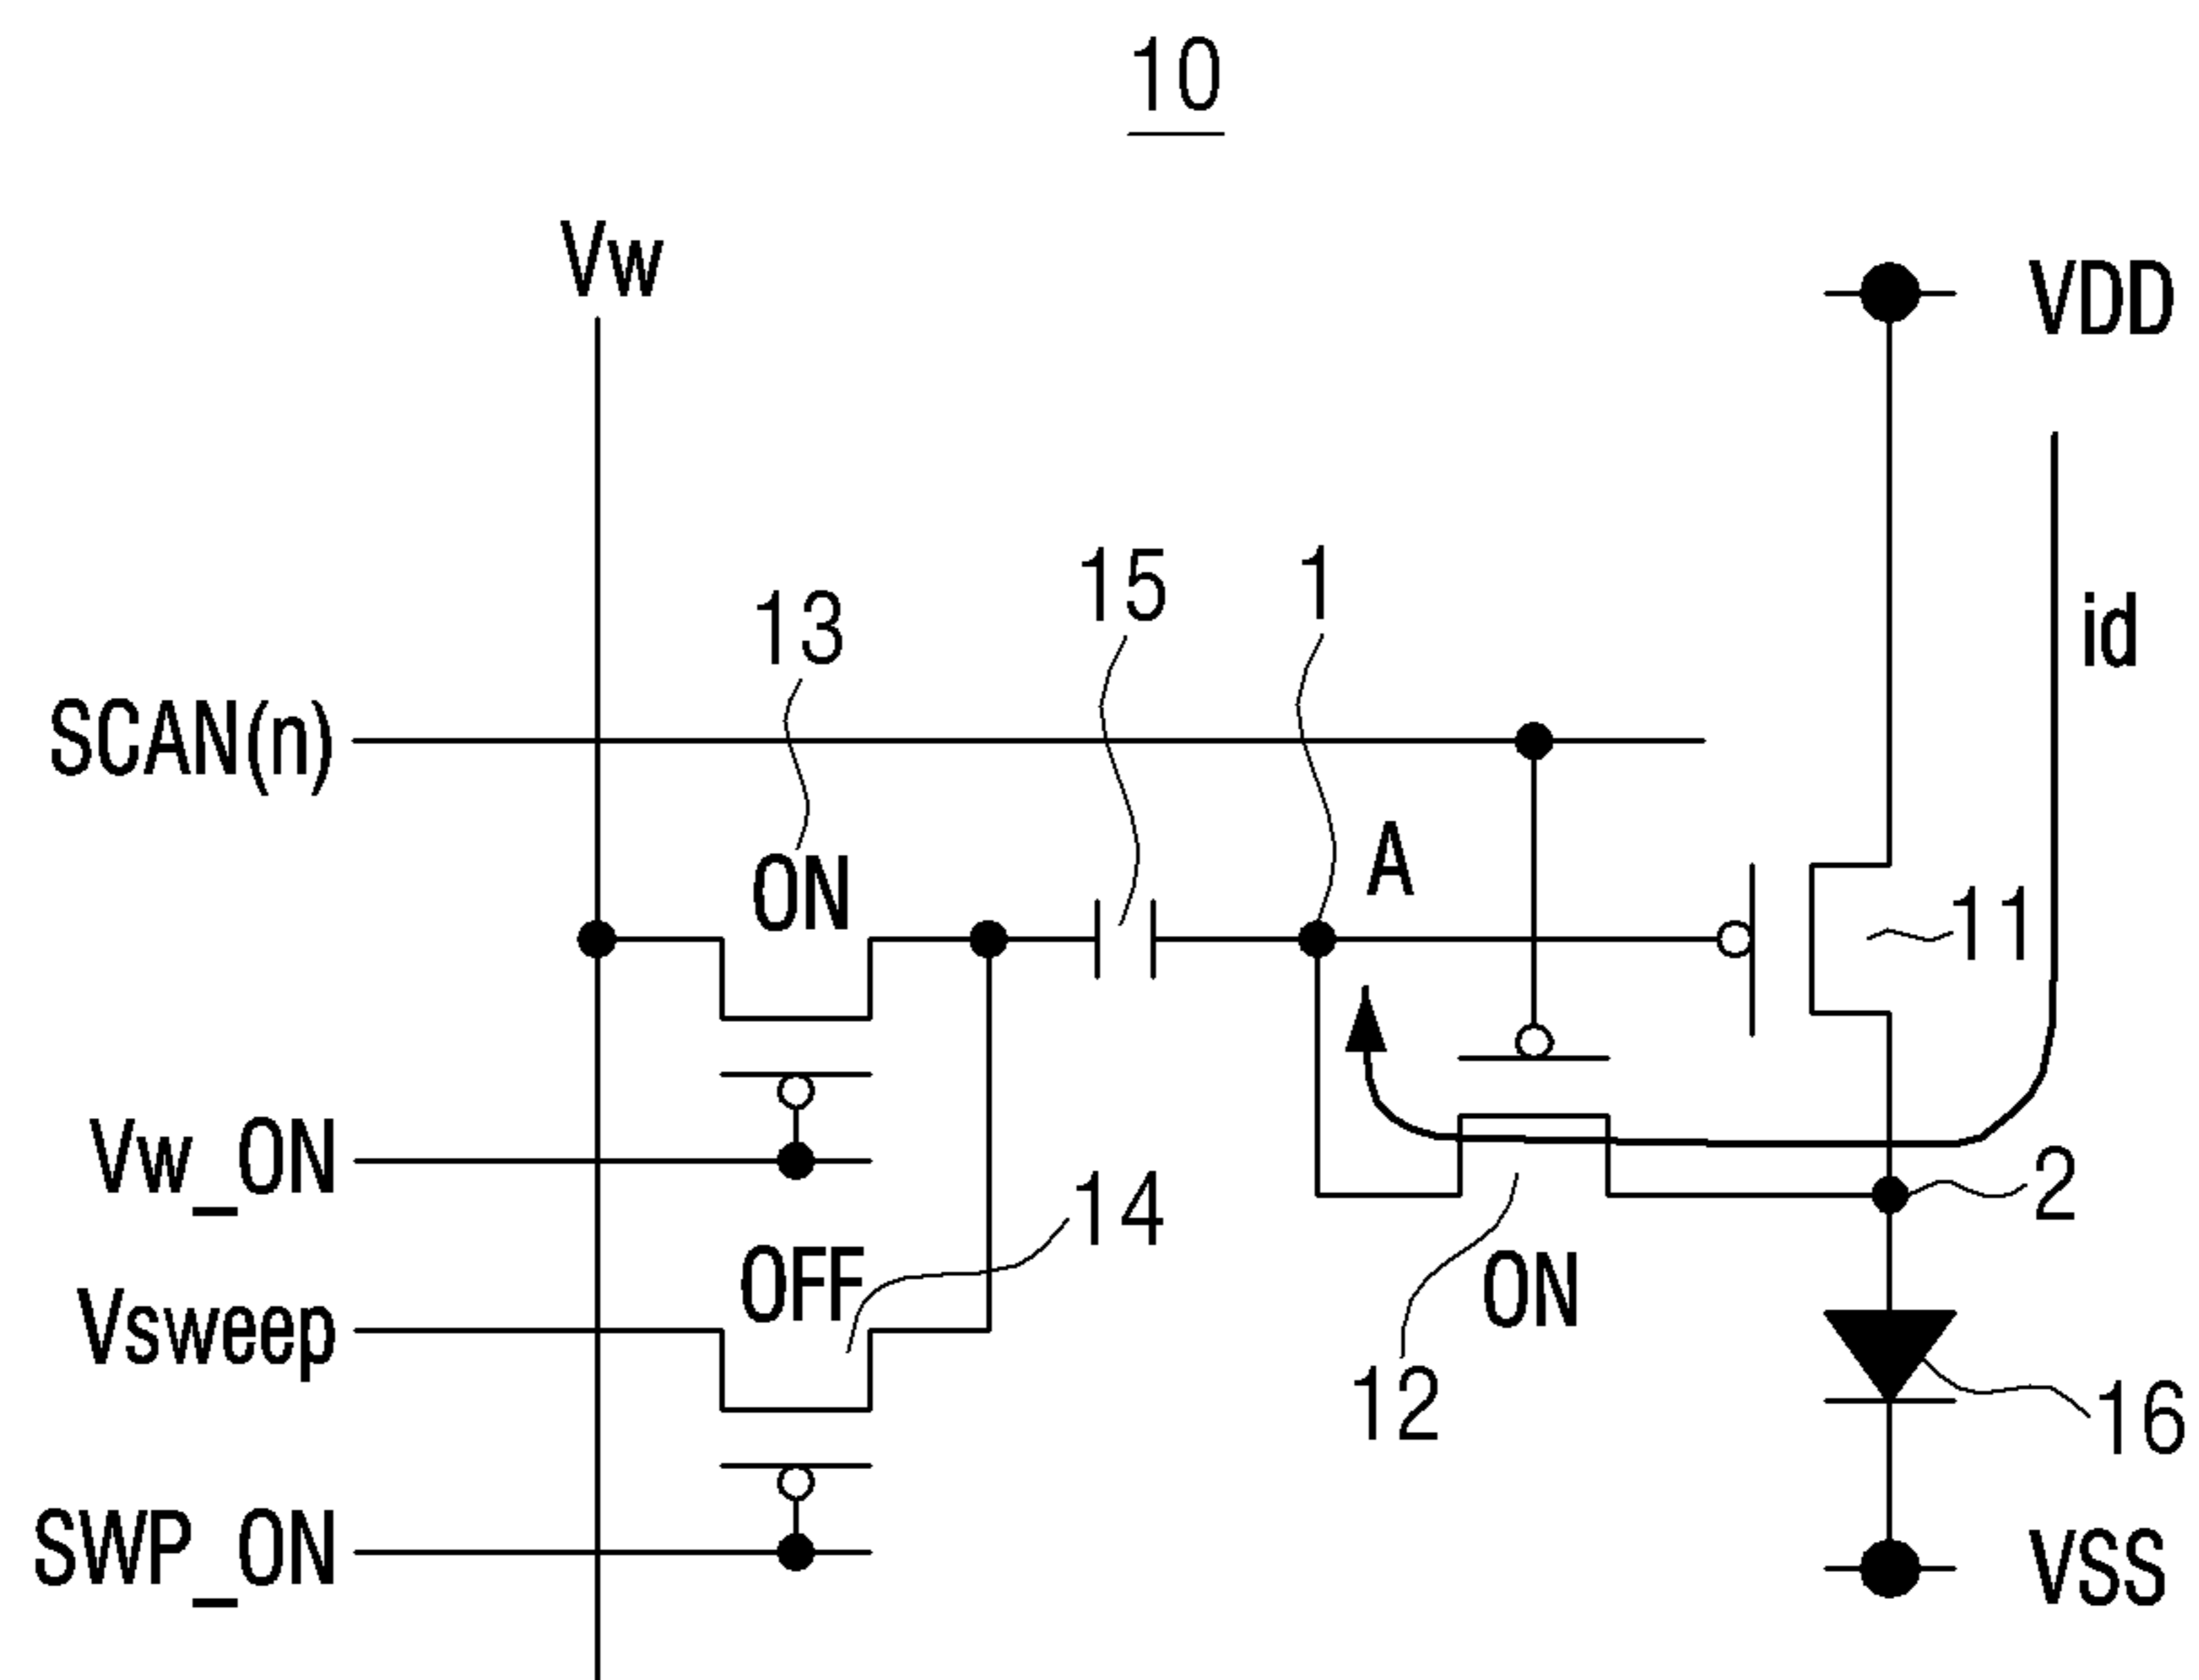 10
Vw
VDD
13
15
1
id
SCAN(n)
A
ON
11
Vw_ON
14
2
OFF
ON
Vsweep
12
16
SWP_ON
VSS